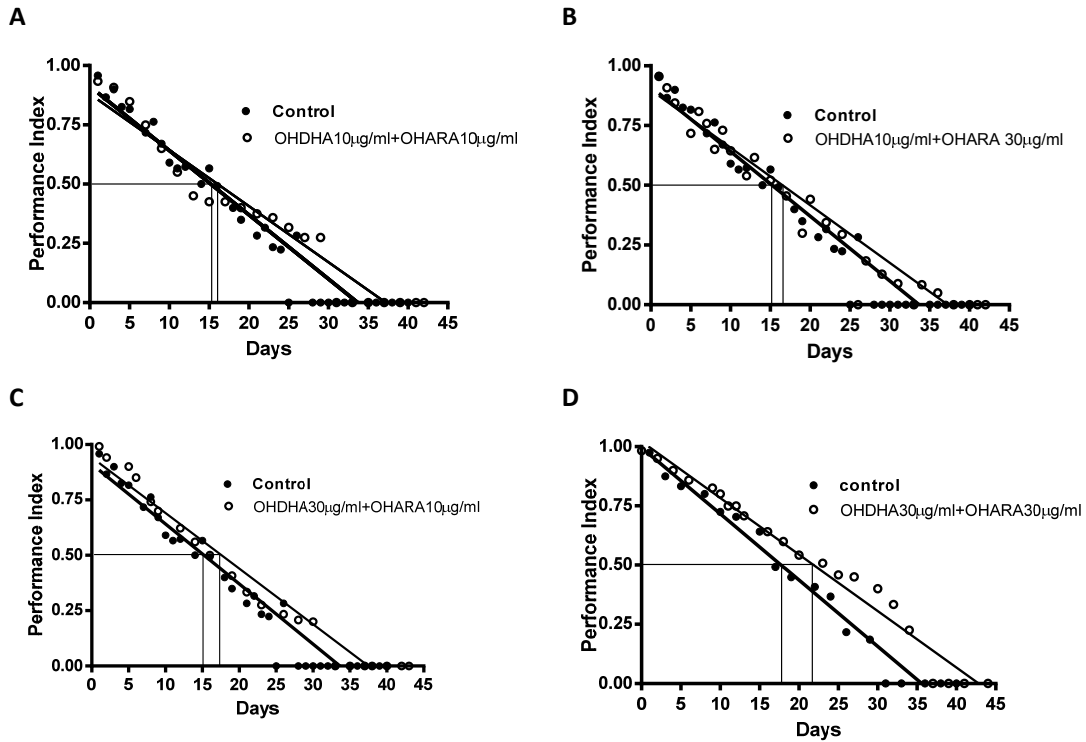 A
Performance Index
1.00
0.75
0.50
0.25
0.00
Control
OHDHA10μg/ml+OHARA10μg/ml
0 5 10 15 20 25 30 35 40 45
Days
B
Performance Index
1.00
0.75
0.50
0.25
0.00
Control
OHDHA10μg/ml+OHARA 30μg/ml
0 5 10 15 20 25 30 35 40 45
Days
C
Performance Index
1.00
0.75
0.50
0.25
0.00
Control
OHDHA30μg/ml+OHARA10μg/ml
0 5 10 15 20 25 30 35 40 45
Days
D
Performance Index
1.00
0.75
0.50
0.25
0.00
control
OHDHA30μg/ml+OHARA30μg/ml
0 5 10 15 20 25 30 35 40 45
Days